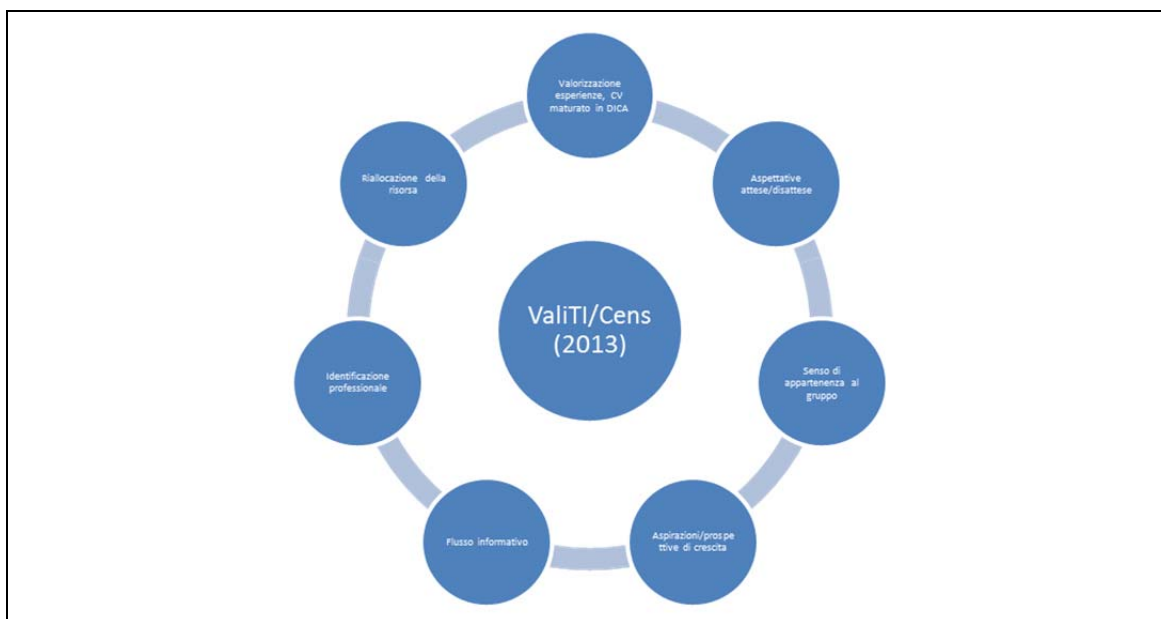 Valorizzazione
esperienze, CV
maturato in DICA
Aspettative
attese/disattese
Senso di
appartenenza al
gruppo
Aspirazioni/prospe
ttive di crescita
Flusso informativo
Identificazione
professionale
Riallocazione della
risorsa
ValiTI/Cens
(2013)